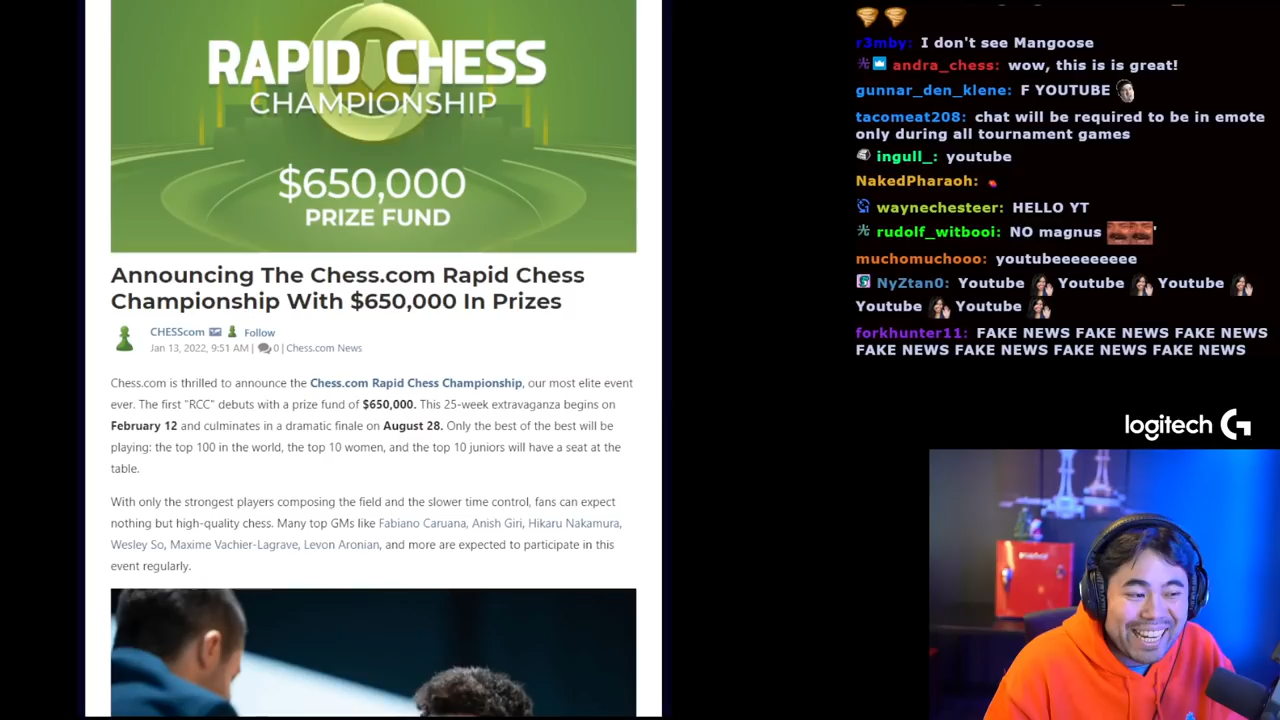 RAPID CHESS
CHAMPIONSHIP
$650,000
PRIZE FUND
Announcing The Chess.com Rapid Chess
Championship With $650,000 In Prizes
CHESScom Follow
Jan 13, 2022, 9:51 AM | 0 | Chess.com News
Chess.com is thrilled to announce the Chess.com Rapid Chess Championship, our most elite event
ever. The first "RCC" debuts with a prize fund of $650,000. This 25-week extravaganza begins on
February 12 and culminates in a dramatic finale on August 28. Only the best of the best will be
playing: the top 100 in the world, the top 10 women, and the top 10 juniors will have a seat at the
table.
With only the strongest players composing the field and the slower time control, fans can expect
nothing but high-quality chess. Many top GMs like Fabiano Caruana, Anish Giri, Hikaru Nakamura,
Wesley So, Maxime Vachier-Lagrave, Levon Aronian, and more are expected to participate in this
event regularly.
r3mby: I don't see Mangoose
andra_chess: wow, this is is great!
gunnar_den_klene: F YOUTUBE
tacomeat208: chat will be required to be in emote
only during all tournament games
ingull_: youtube
NakedPharaoh:
waynechesteer: HELLO YT
rudolf_witbooi: NO magnus '
muchomuchooo: youtubeeeeeeeee
NyZtan0: Youtube Youtube Youtube
Youtube Youtube
forkhunter11: FAKE NEWS FAKE NEWS FAKE NEWS
FAKE NEWS FAKE NEWS FAKE NEWS FAKE NEWS
logitech G